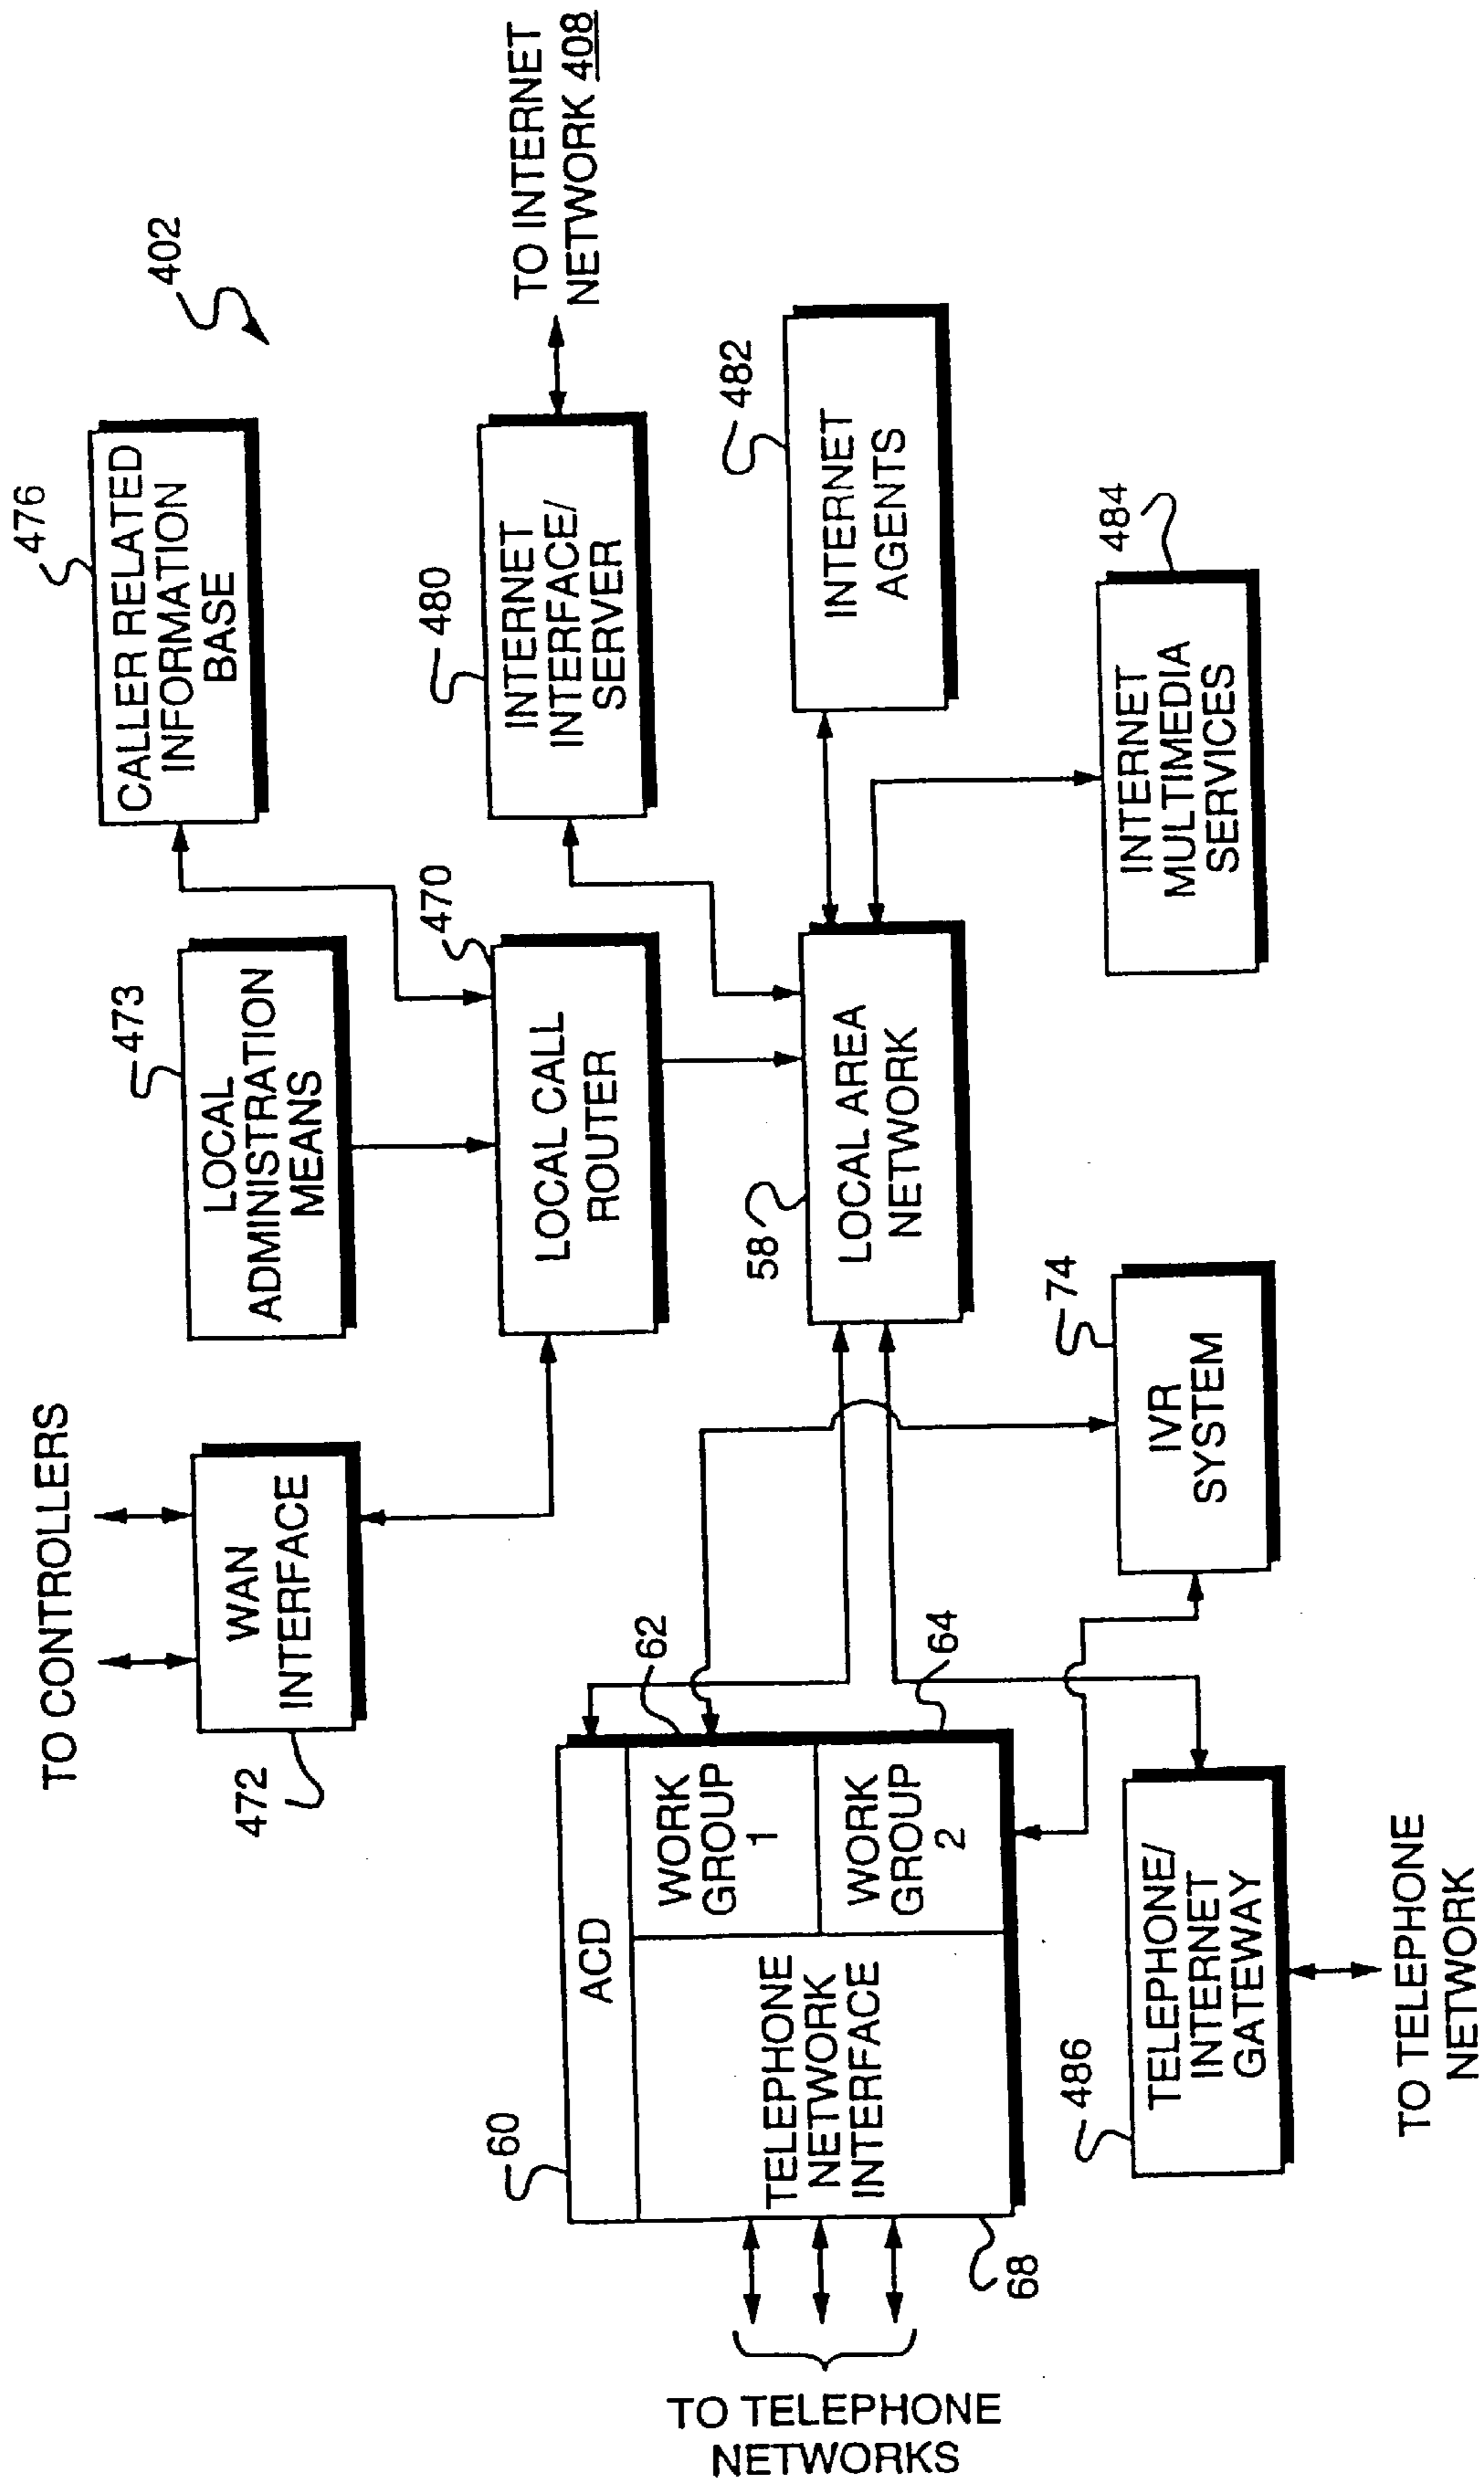 402
TO CONTROLLERS
472
WAN
INTERFACE
473
LOCAL
ADMINISTRATION
MEANS
476
CALLER RELATED
INFORMATION
BASE
470
LOCAL CALL
ROUTER
480
INTERNET
INTERFACE/
SERVER
TO INTERNET
NETWORK 408
60
ACD
62
WORK
GROUP
1
64
WORK
GROUP
2
TELEPHONE
NETWORK
INTERFACE
68
TO TELEPHONE
NETWORKS
58
LOCAL AREA
NETWORK
482
INTERNET
AGENTS
74
IVR
SYSTEM
484
INTERNET
MULTIMEDIA
SERVICES
486
TELEPHONE/
INTERNET
GATEWAY
TO TELEPHONE
NETWORK